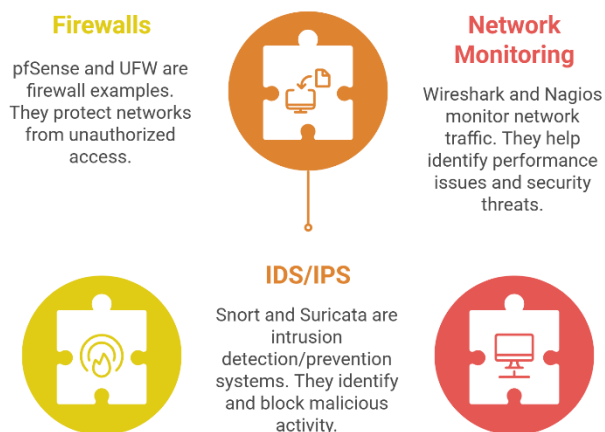 Firewalls
pfSense and UFW are
firewall examples.
They protect networks
from unauthorized
access.
Network
Monitoring
Wireshark and Nagios
monitor network
traffic. They help
identify performance
issues and security
threats.
IDS/IPS
Snort and Suricata are
intrusion
detection/prevention
systems. They identify
and block malicious
activity.